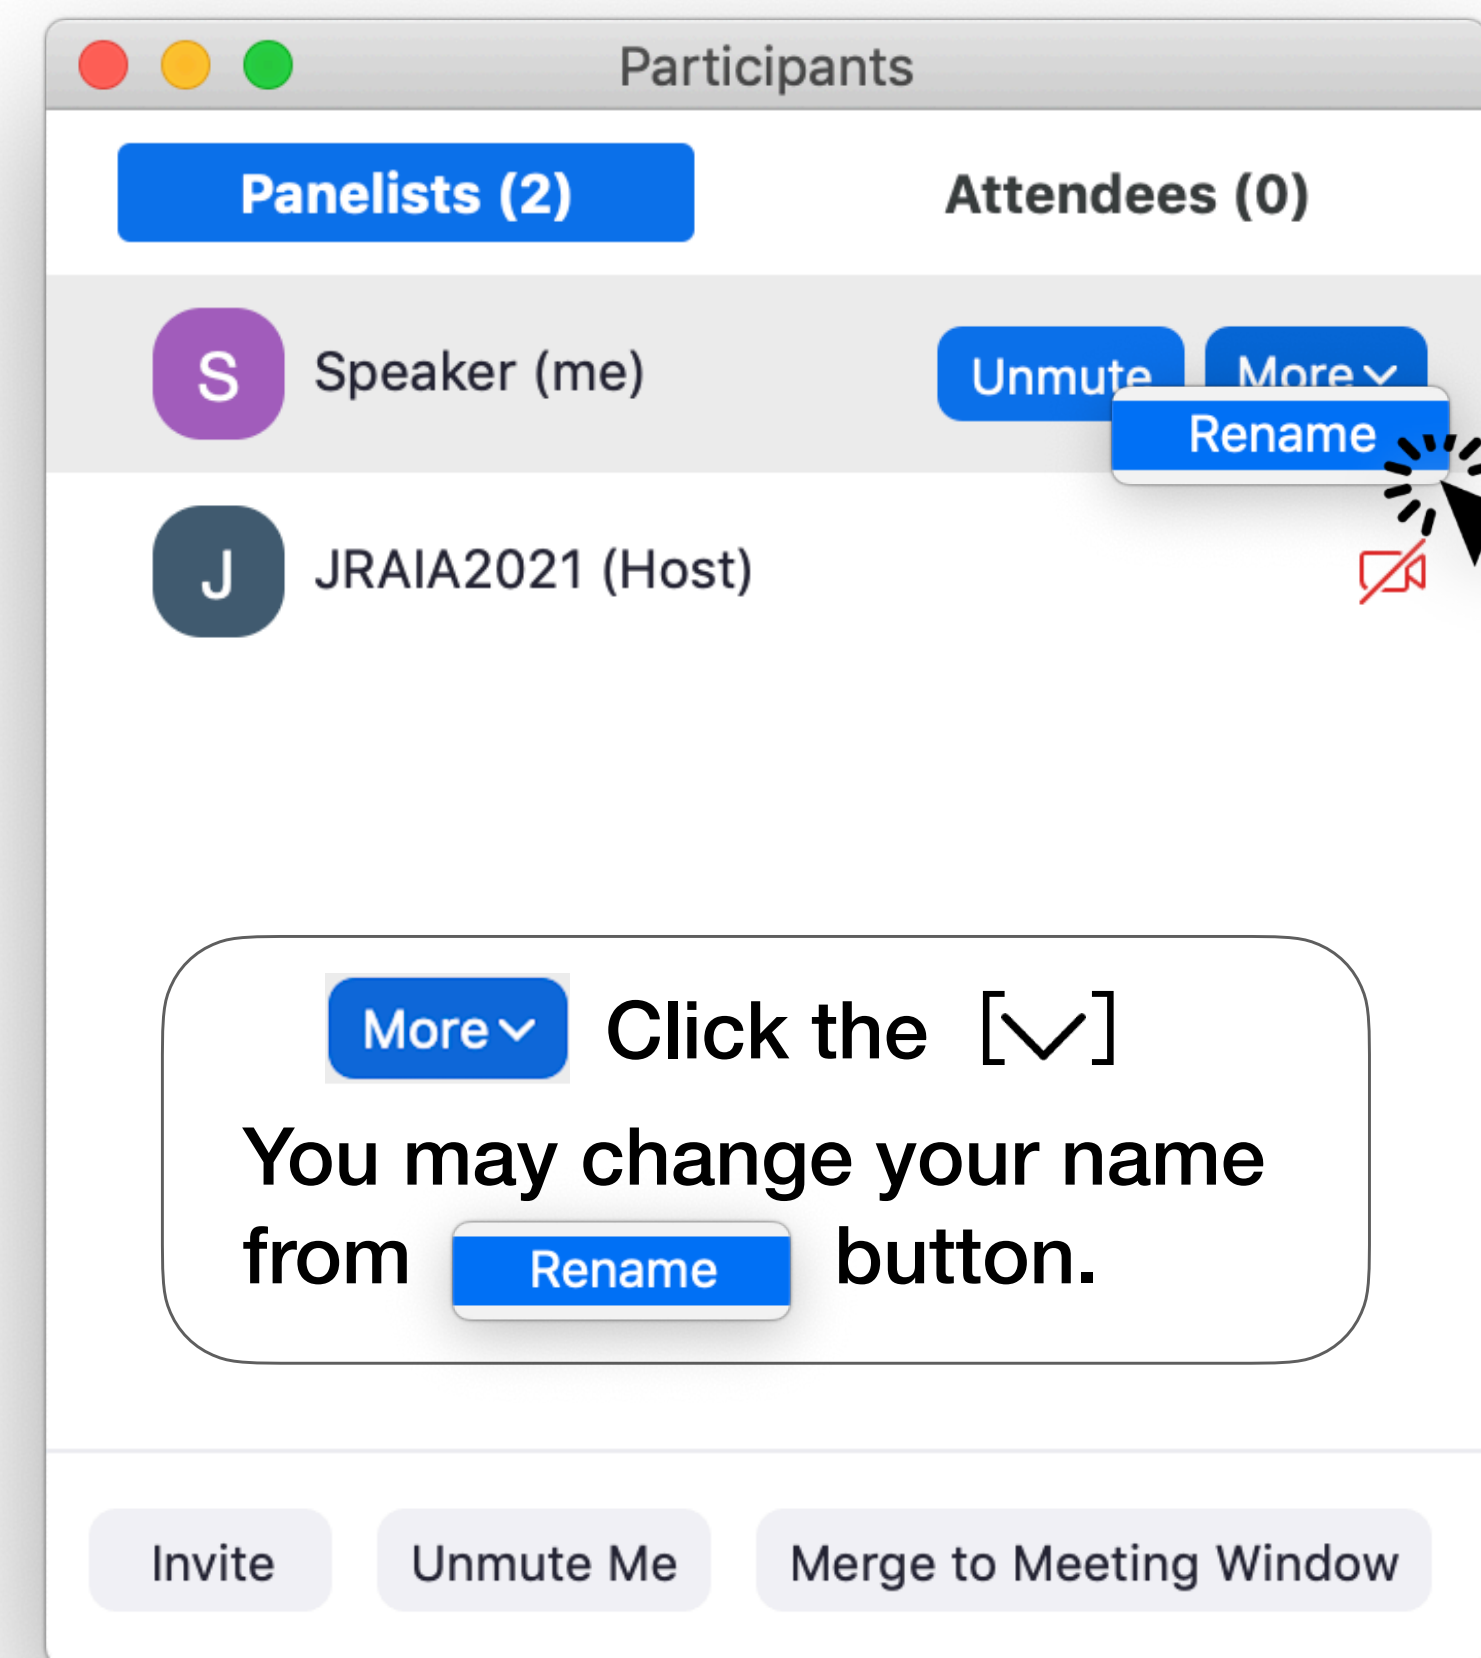 Participants
Panelists (2) Attendees (0)
S Speaker (me) Unmute More
Rename
J JRAIA2021 (Host)
More Click the [ ]
You may change your name
from Rename button.
Invite Unmute Me Merge to Meeting Window